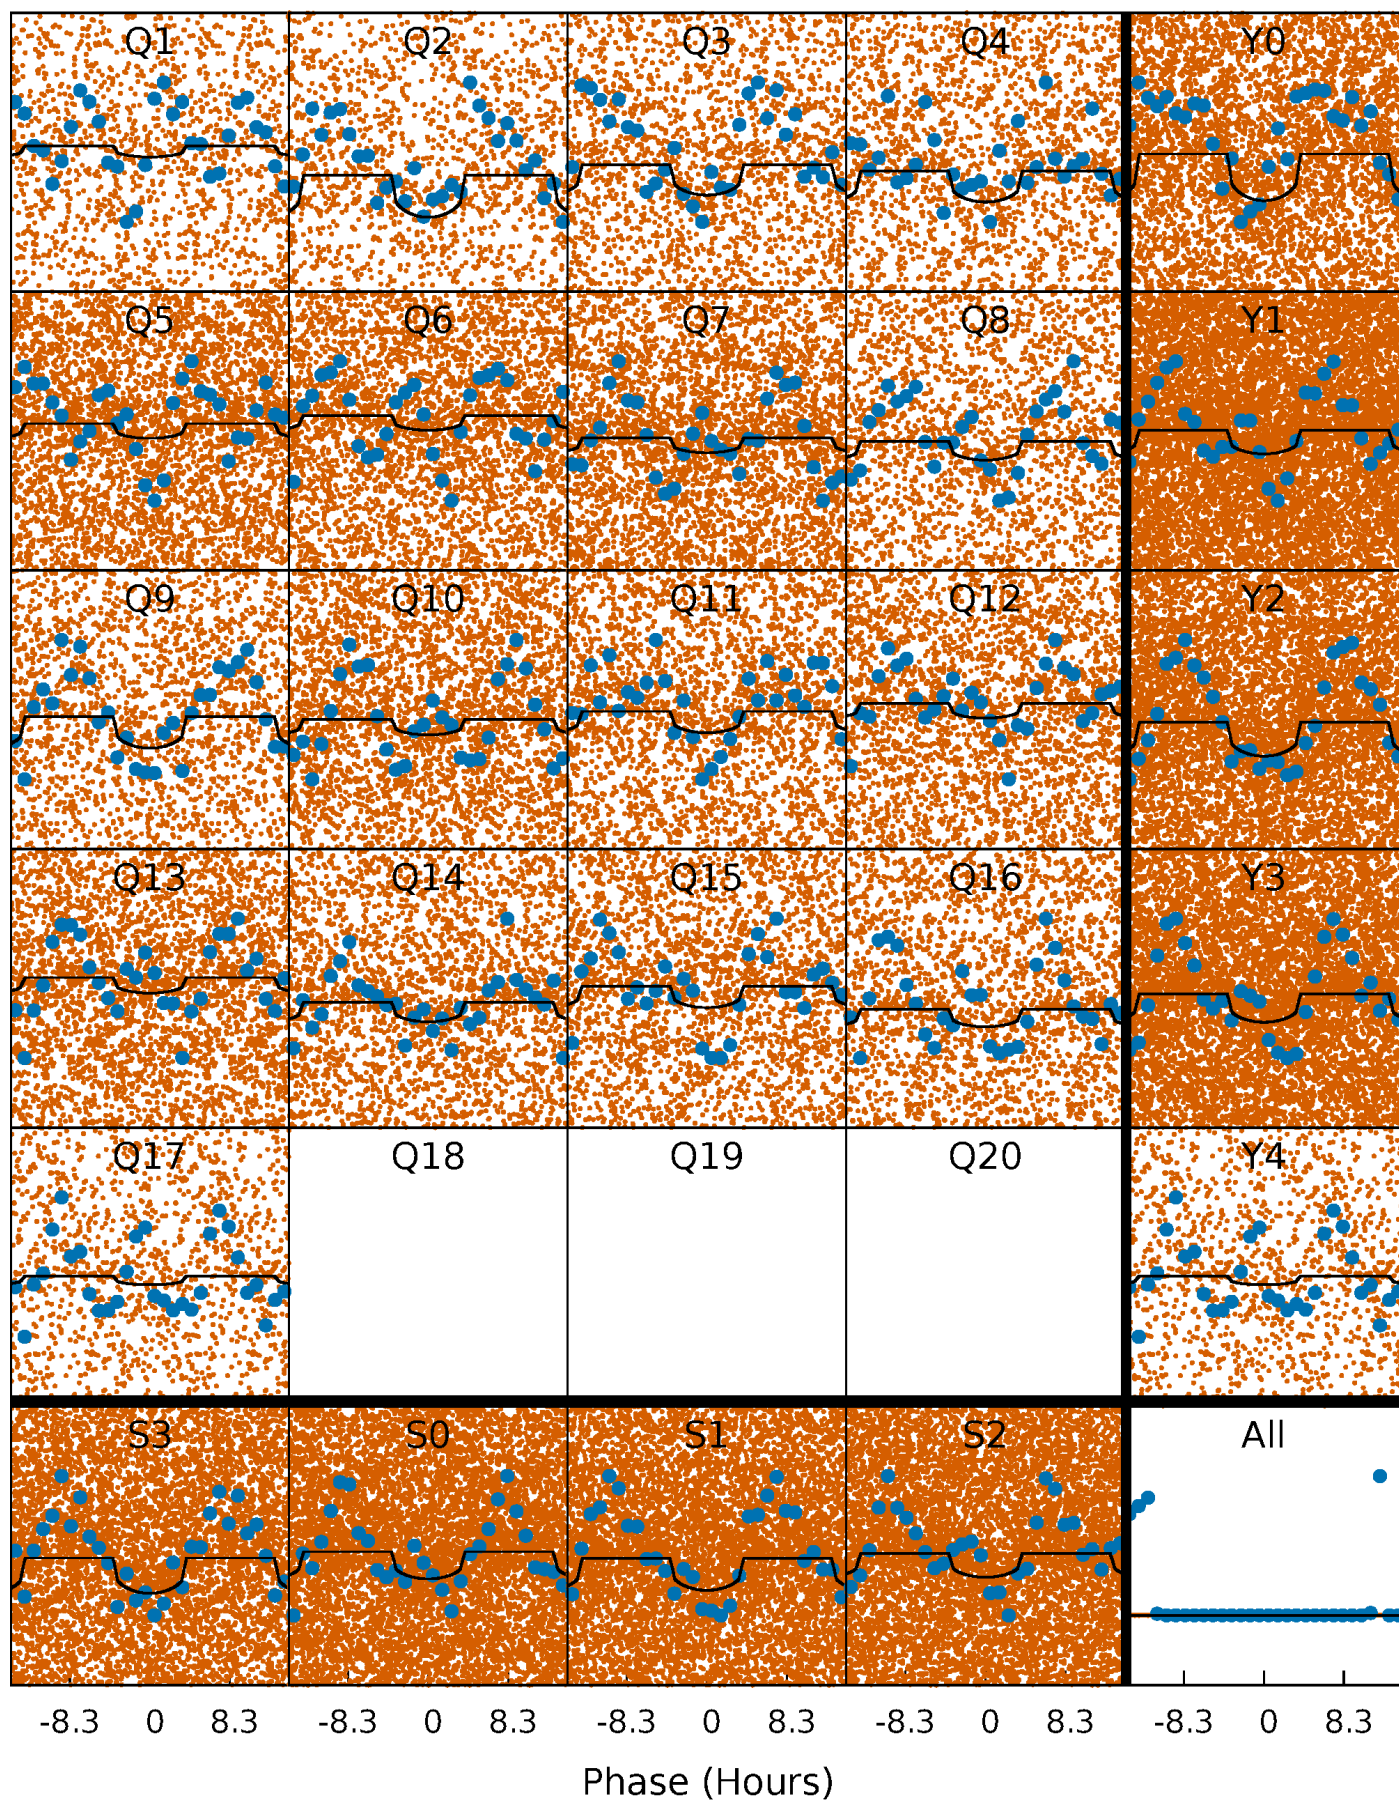 Q1 Q2 Q3 Q4 Y0
Q5 Q6 Q7 Q8 Y1
Q9 Q10 Q11 Q12 Y2
Q13 Q14 Q15 Q16 Y3
Q17 Q18 Q19 Q20 Y4
S3 S0 S1 S2 All
-8.3 0 8.3 -8.3 0 8.3 -8.3 0 8.3 -8.3 0 8.3 -8.3 0 8.3
Phase (Hours)